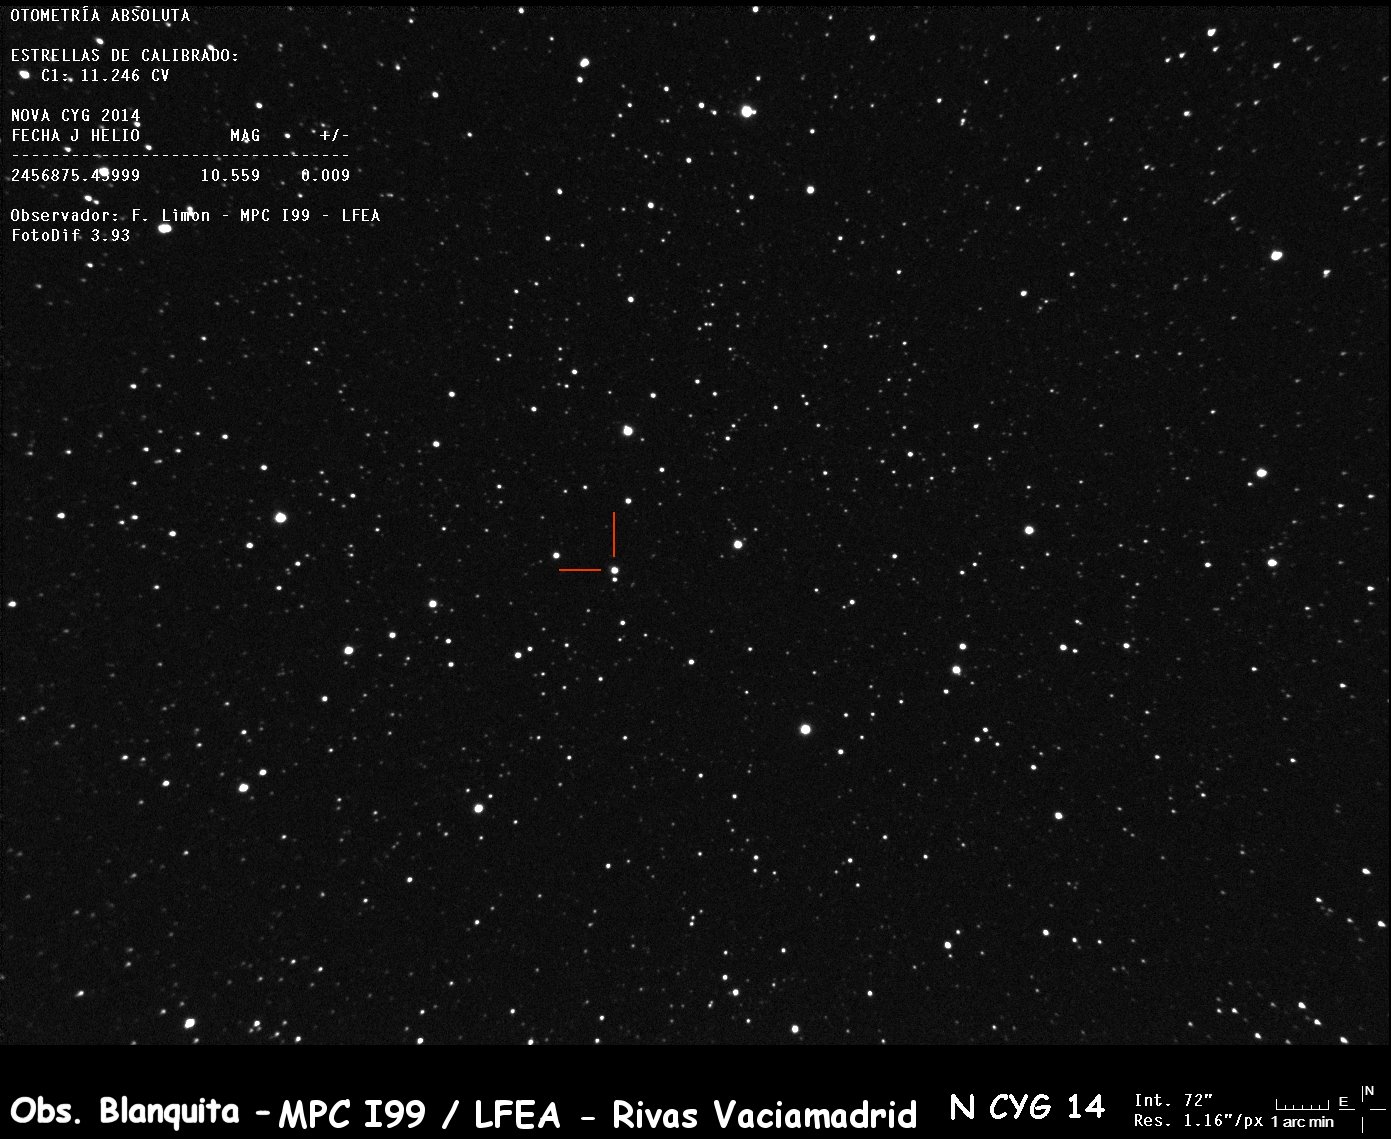 OTOMETRÍA ABSOLUTA
ESTRELLAS DE CALIBRADO:
C1: 11.246 CV
NOVA CYG 2014
FECHA J HELIO MAG +/-
-----------------------------------
2456875.43999 10.559 0.009
Observador: F. Limon - MPC I99 - LFEA
FotoDif 3.93
Obs. Blanquita - MPC I99 / LFEA - Rivas Vaciamadrid N CYG 14
Int. 72"
Res. 1.16"/px
1 arc min
E
N